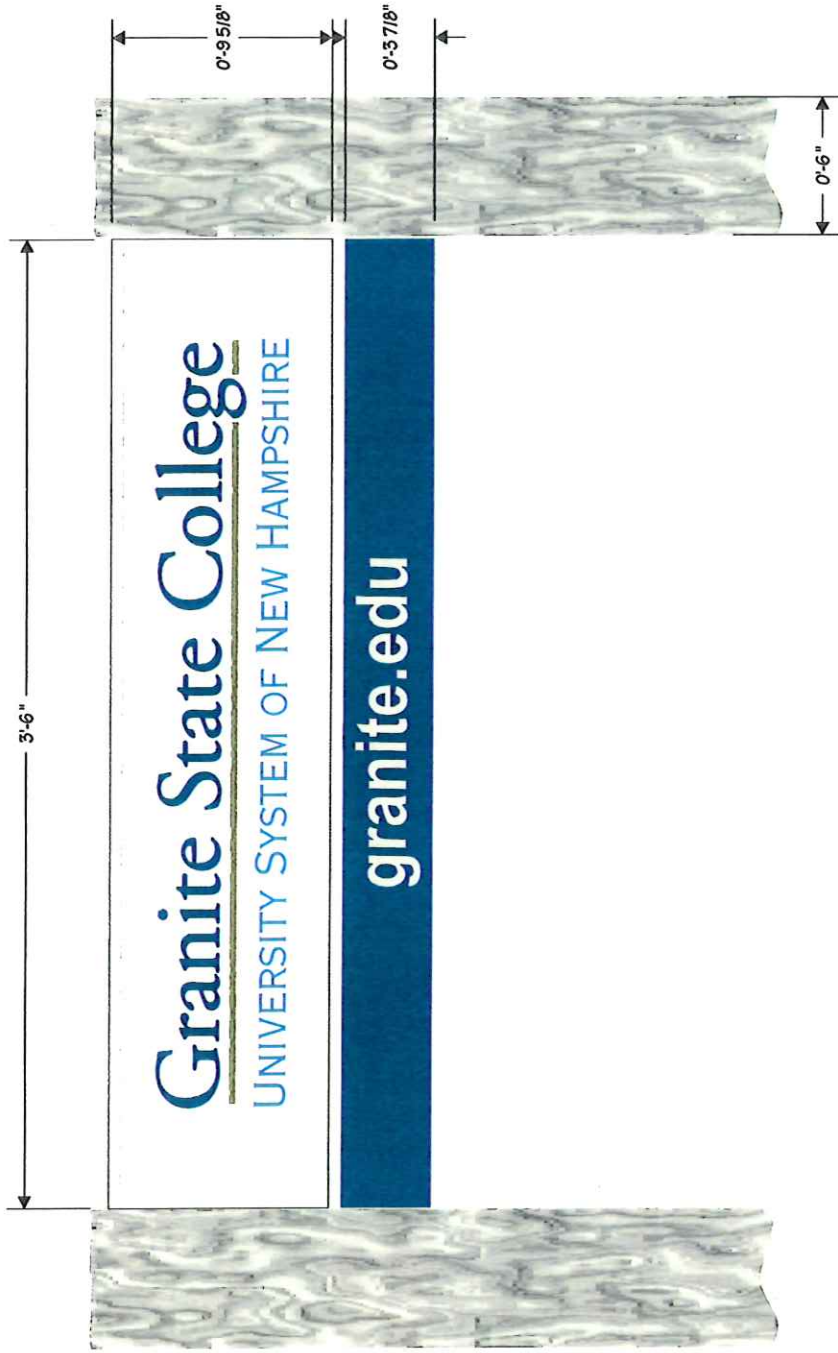 3'-6"
Granite State College
UNIVERSITY SYSTEM OF NEW HAMPSHIRE
granite.edu
0'-9 5/8"
0'-3 7/8"
0'-6"